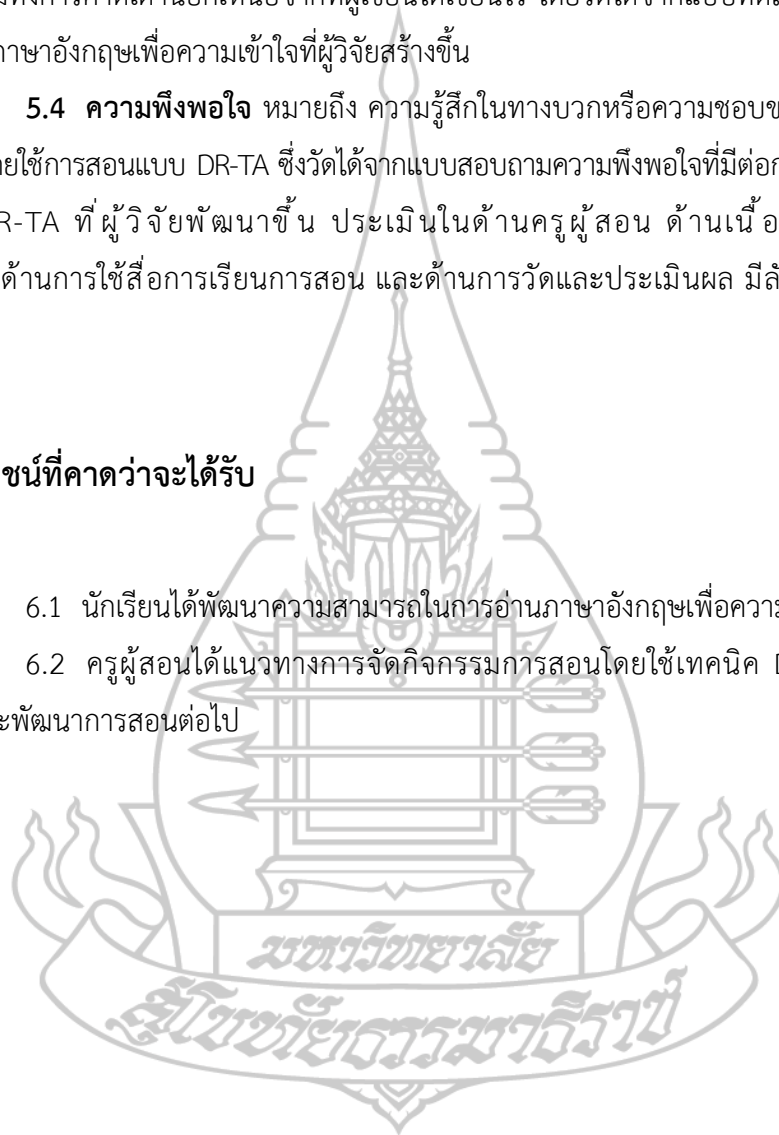 ภาษาอังกฤษเพื่อความเข้าใจที่ผู้วิจัยสร้างขึ้น
5.4 ความพึงพอใจ หมายถึง ความรู้สึกในทางบวกหรือความชอบข
ยใช้การสอนแบบ DR-TA ซึ่งวัดได้จากแบบสอบถามความพึงพอใจที่มีต่อก
R-TA ที่ผู้วิจัยพัฒนาขึ้น ประเมินในด้านครูผู้สอน ด้านเนื้อ
ด้านการใช้สื่อการเรียนการสอน และด้านการวัดและประเมินผล มีลั
ชน์ที่คาดว่าจะได้รับ
6.1 นักเรียนได้พัฒนาความสามารถในการอ่านภาษาอังกฤษเพื่อความ
6.2 ครูผู้สอนได้แนวทางการจัดกิจกรรมการสอนโดยใช้เทคนิค D
ะพัฒนาการสอนต่อไป
มหาวิทยาลัย
สุโขทัยธรรมาธิราช